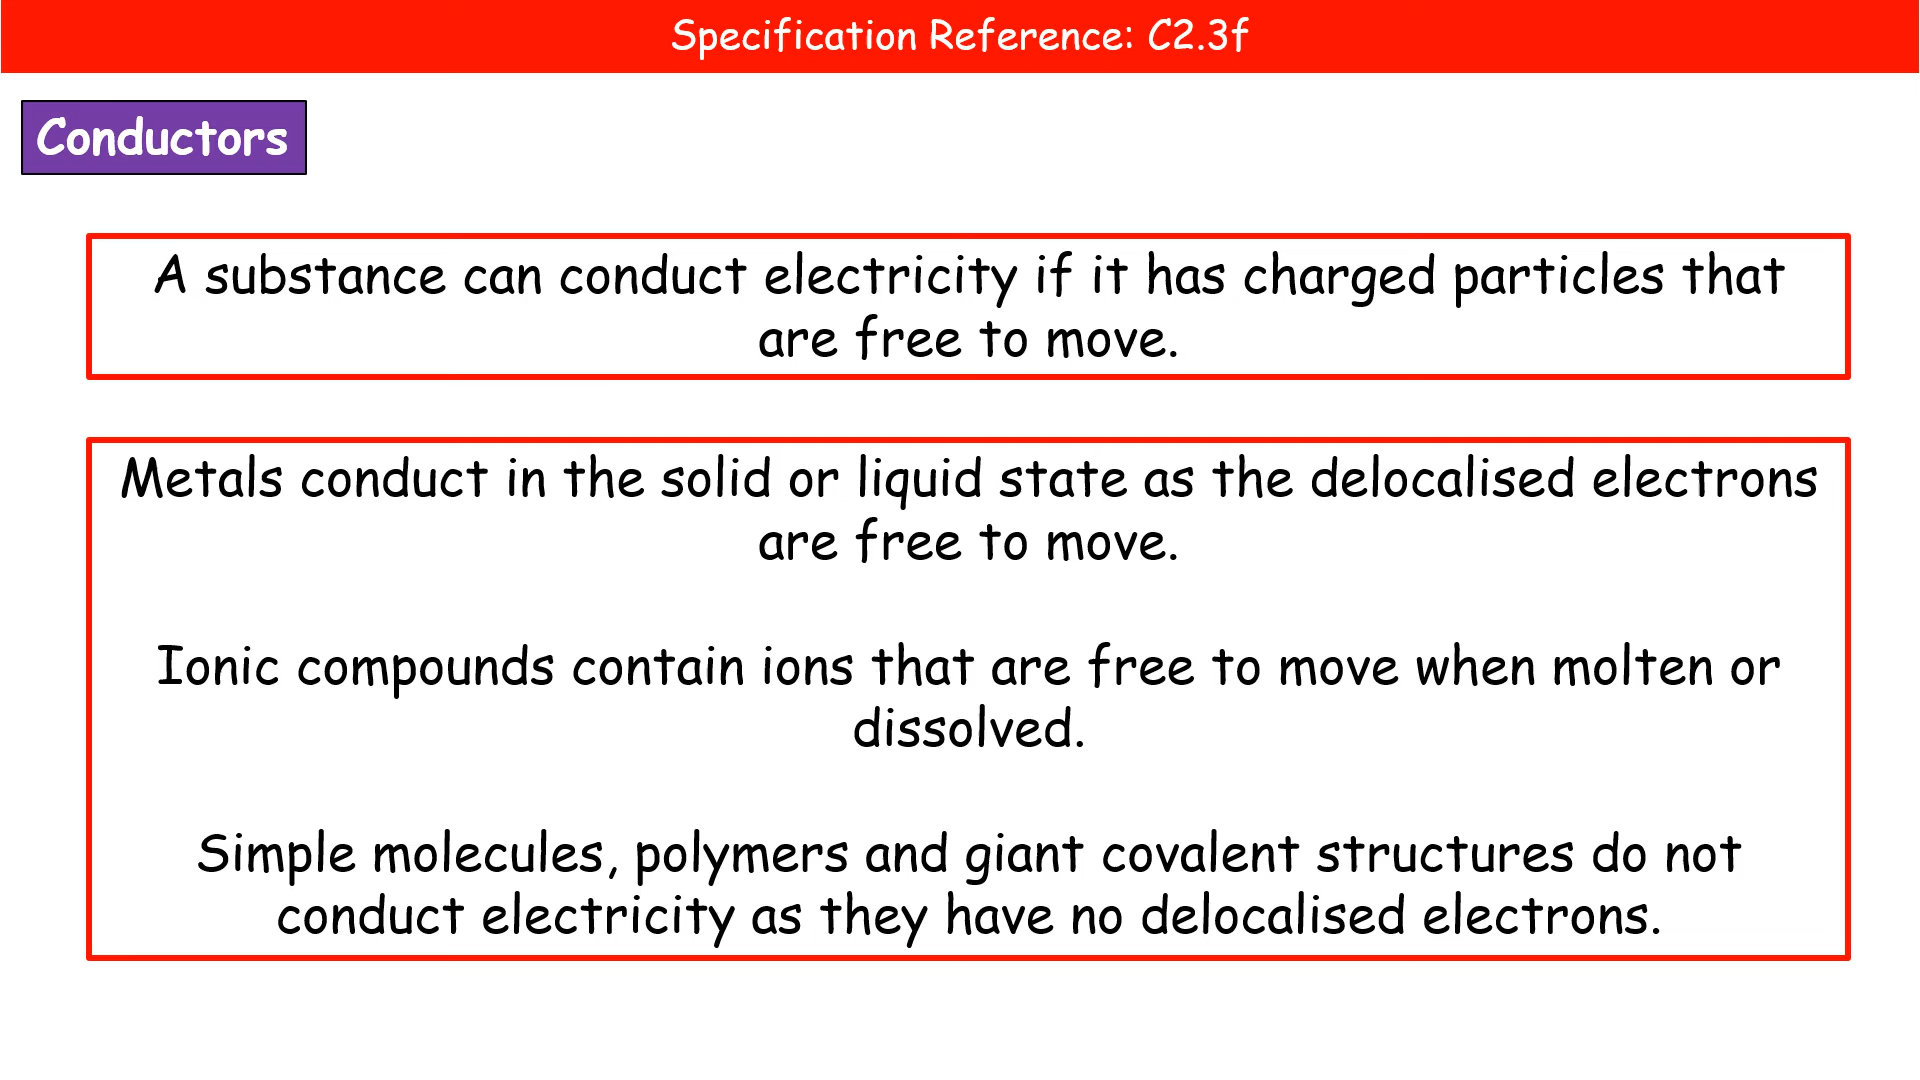 Specification Reference: C2.3f
Conductors
A substance can conduct electricity if it has charged particles that
are free to move.
Metals conduct in the solid or liquid state as the delocalised electrons
are free to move.
Ionic compounds contain ions that are free to move when molten or
dissolved.
Simple molecules, polymers and giant covalent structures do not
conduct electricity as they have no delocalised electrons.